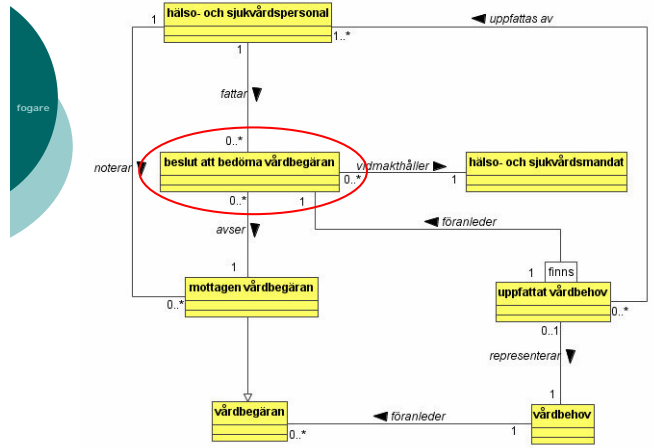 hälso- och sjukvårdspersonal
1
1..*
uppfattas av
1
fogare
fattar
0..*
noterar
beslut att bedöma vårdbegäran
vidmakthåller
hälso- och sjukvårdsmandat
0..*
1
0..*
1
avser
föranleder
1
1
finns
mottagen vårdbegäran
uppfattat vårdbehov
0..*
0..*
0..1
representerar
1
vårdbegäran
föranleder
vårdbehov
0..*
1